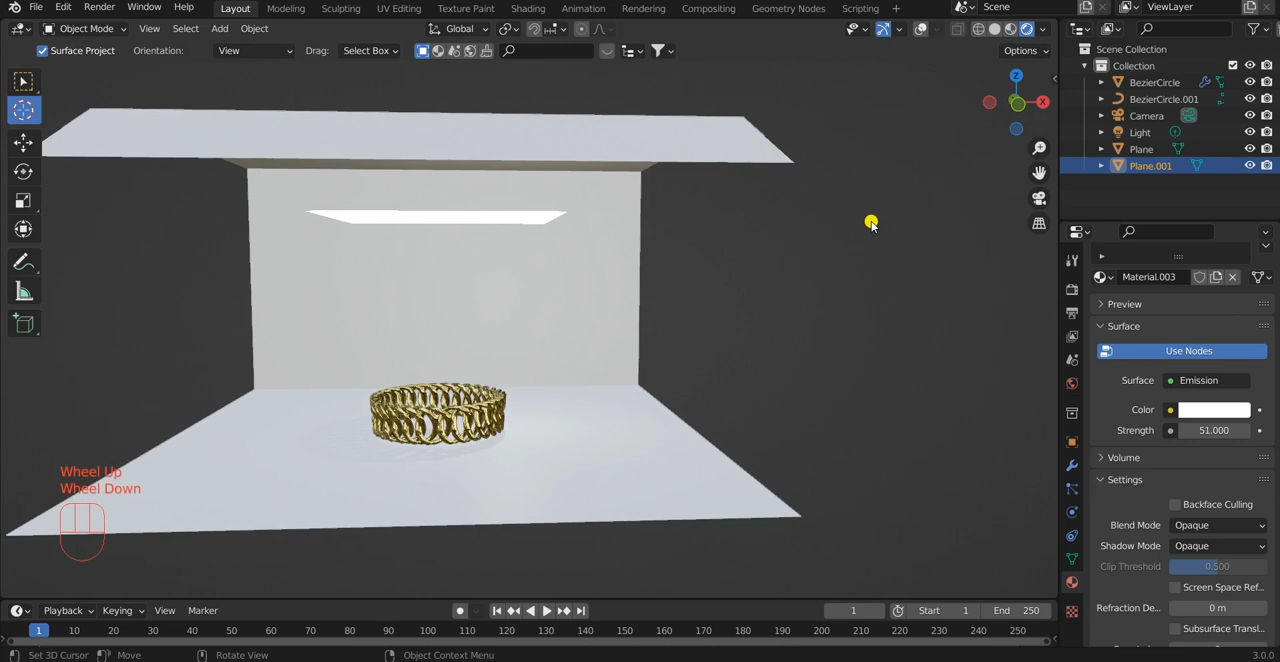 File Edit Render Window Help Layout Modeling Sculpting UV Editing Texture Paint Shading Animation Rendering Compositing Geometry Nodes Scripting + Scene ViewLayer
Object Mode View Select Add Object Global Options
Surface Project Orientation: View Drag: Select Box
Scene Collection
Collection
BezierCircle
BezierCircle.001
Camera
Light
Plane
Plane.001
Z
X
Material.003
Preview
Surface
Use Nodes
Surface Emission
Color
Strength 51.000
Volume
Settings
Backface Culling
Blend Mode Opaque
Shadow Mode Opaque
Clip Threshold 0.500
Screen Space Ref...
Refraction De... 0 m
Subsurface Transl...
Wheel Up
Wheel Down
Playback Keying View Marker 1 Start 1 End 250
1 10 20 30 40 50 60 70 80 90 100 110 120 130 140 150 160 170 180 190 200 210 220 230 240 250
Set 3D Cursor Move Rotate View Object Context Menu 3.0.0